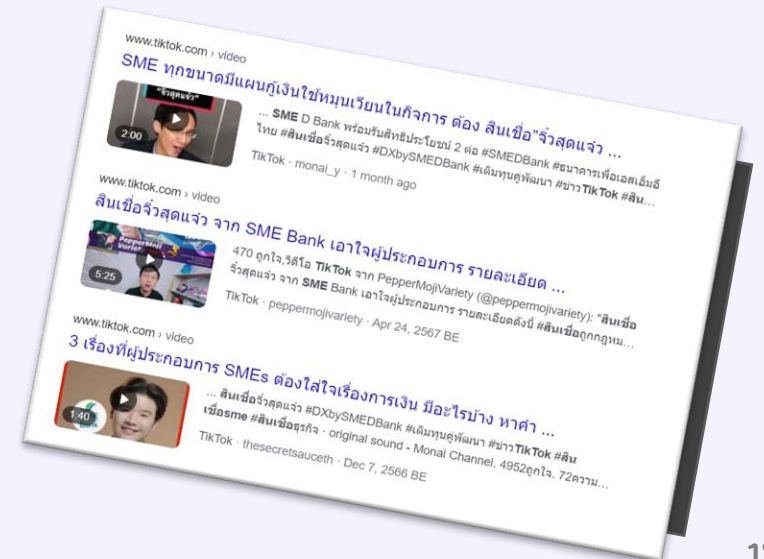 www.tiktok.com › video
SME ทุกขนาดมีแผนกู้เงินใช้หมุนเวียนในกิจการ ต้อง สินเชื่อ"จิ๋วสุดแจ๋ว ...
"จิ๋วสุดแจ๋ว"
2:00
... SME D Bank พร้อมรับสิทธิประโยชน์ 2 ต่อ #SMEDBank #ธนาคารเพื่อเอสเอ็มอี
ไทย #สินเชื่อจิ๋วสุดแจ๋ว #DXbySMEDBank #เติมทุนคู่พัฒนา #ข่าวTikTok #สิน...
TikTok · monai_y · 1 month ago
www.tiktok.com › video
สินเชื่อจิ๋วสุดแจ๋ว จาก SME Bank เอาใจผู้ประกอบการ รายละเอียด ...
PepperMoji
Variety
5:25
470 ถูกใจ,วิดีโอ TikTok จาก PepperMojiVariety (@peppermojivariety): "สินเชื่อ
จิ๋วสุดแจ๋ว จาก SME Bank เอาใจผู้ประกอบการ รายละเอียดดังนี้ #สินเชื่อถูกกฎหม...
TikTok · peppermojivariety · Apr 24, 2567 BE
www.tiktok.com › video
3 เรื่องที่ผู้ประกอบการ SMEs ต้องใส่ใจเรื่องการเงิน มีอะไรบ้าง หาคำ ...
1:40
... สินเชื่อจิ๋วสุดแจ๋ว #DXbySMEDBank #เติมทุนคู่พัฒนา #ข่าวTikTok #สิน
เชื่อsme #สินเชื่อธุรกิจ · original sound - Monai Channel. 4952ถูกใจ. 72ความ...
TikTok · thesecretsauceth · Dec 7, 2566 BE